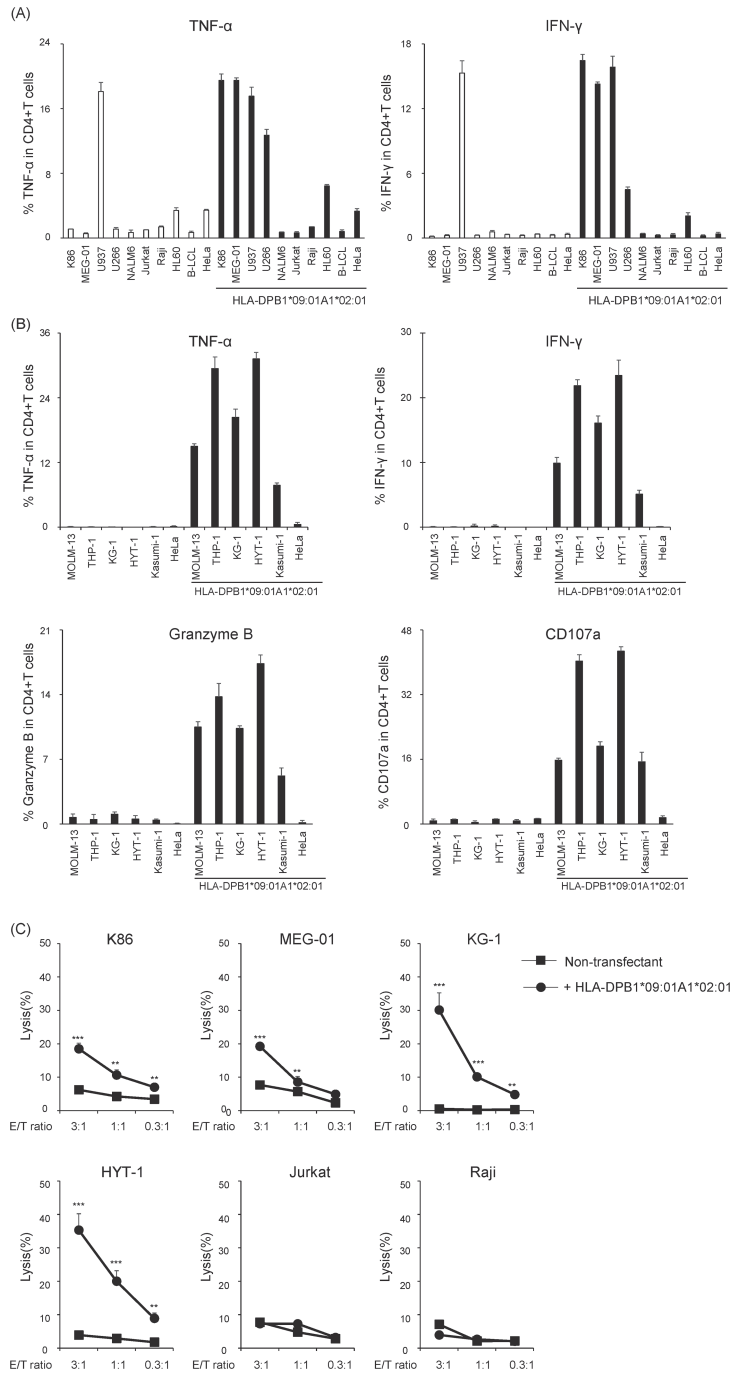 (A)
TNF-α
IFN-γ
% TNF-α in CD4+T cells
24
18
12
6
0
K86
MEG-01
U937
U266
NALM6
Jurkat
Raji
HL60
B-LCL
HeLa
K86
MEG-01
U937
U266
NALM6
Jurkat
Raji
HL60
B-LCL
HeLa
HLA-DPB1*09:01A1*02:01
% IFN-γ in CD4+T cells
18
12
6
0
K86
MEG-01
U937
U266
NALM6
Jurkat
Raji
HL60
B-LCL
HeLa
K86
MEG-01
U937
U266
NALM6
Jurkat
Raji
HL60
B-LCL
HeLa
HLA-DPB1*09:01A1*02:01
(B)
TNF-α
IFN-γ
% TNF-α in CD4+T cells
36
24
12
0
MOLM-13
THP-1
KG-1
HYT-1
Kasumi-1
HeLa
MOLM-13
THP-1
KG-1
HYT-1
Kasumi-1
HeLa
HLA-DPB1*09:01A1*02:01
% IFN-γ in CD4+T cells
30
20
10
0
MOLM-13
THP-1
KG-1
HYT-1
Kasumi-1
HeLa
MOLM-13
THP-1
KG-1
HYT-1
Kasumi-1
HeLa
HLA-DPB1*09:01A1*02:01
Granzyme B
CD107a
% Granzyme B in CD4+T cells
21
14
7
0
MOLM-13
THP-1
KG-1
HYT-1
Kasumi-1
HeLa
MOLM-13
THP-1
KG-1
HYT-1
Kasumi-1
HeLa
HLA-DPB1*09:01A1*02:01
% CD107a in CD4+T cells
48
32
16
0
MOLM-13
THP-1
KG-1
HYT-1
Kasumi-1
HeLa
MOLM-13
THP-1
KG-1
HYT-1
Kasumi-1
HeLa
HLA-DPB1*09:01A1*02:01
(C)
K86
MEG-01
KG-1
Non-transfectant
+ HLA-DPB1*09:01A1*02:01
Lysis(%)
50
40
30
20
10
0
***
**
**
E/T ratio
3:1
1:1
0.3:1
Lysis(%)
50
40
30
20
10
0
***
**
3:1
1:1
0.3:1
Lysis(%)
50
40
30
20
10
0
***
***
**
3:1
1:1
0.3:1
HYT-1
Jurkat
Raji
Lysis(%)
50
40
30
20
10
0
***
***
**
E/T ratio
3:1
1:1
0.3:1
Lysis(%)
50
40
30
20
10
0
3:1
1:1
0.3:1
Lysis(%)
50
40
30
20
10
0
3:1
1:1
0.3:1